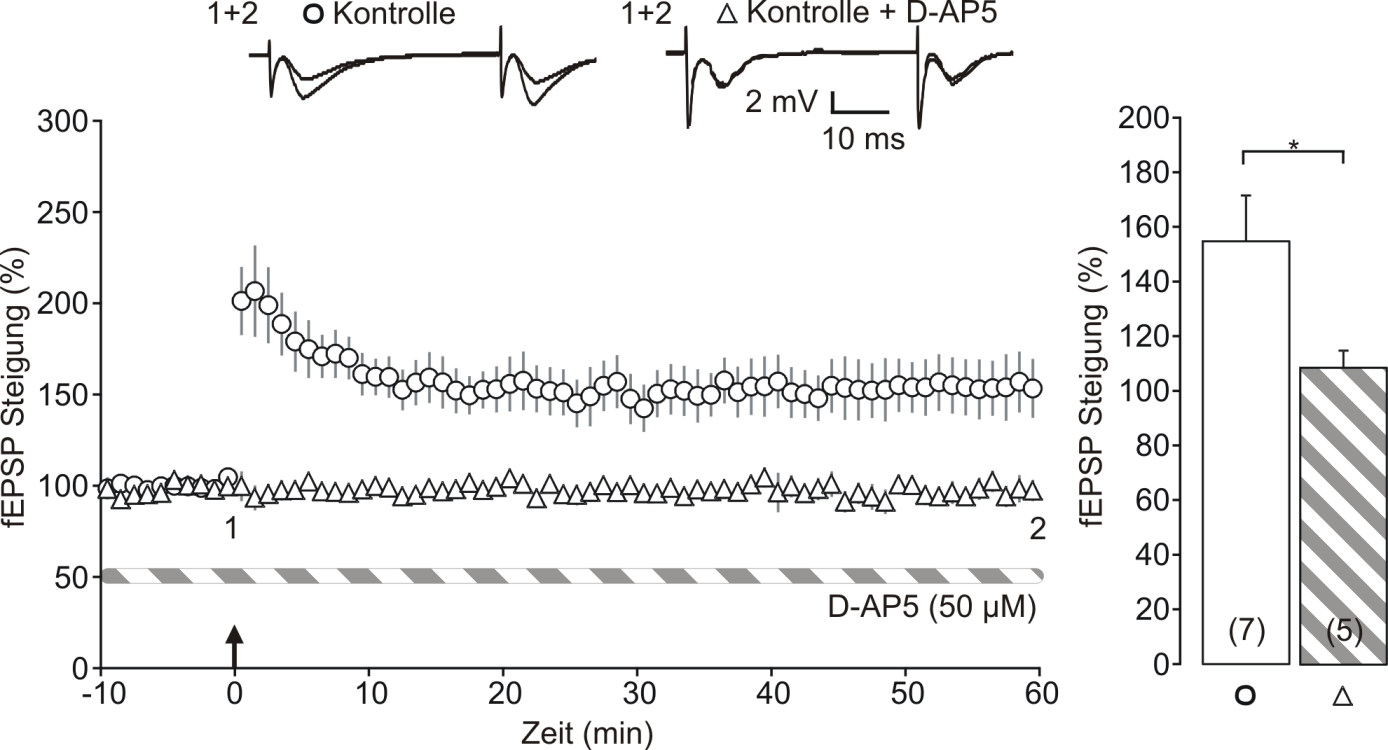 1+2 O Kontrolle
1+2 △ Kontrolle + D-AP5
2 mV
10 ms
fEPSP Steigung (%)
300
250
200
150
100
50
0
1
2
D-AP5 (50 µM)
-10 0 10 20 30 40 50 60
Zeit (min)
fEPSP Steigung (%)
200
180
160
140
120
100
80
60
40
20
0
*
(7) (5)
O △